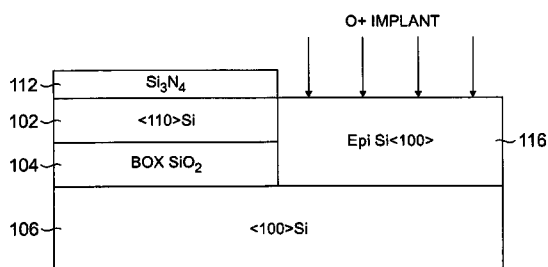 O+ IMPLANT
112 Si₃N₄
102 <110>Si
Epi Si<100> 116
104 BOX SiO₂
106 <100>Si